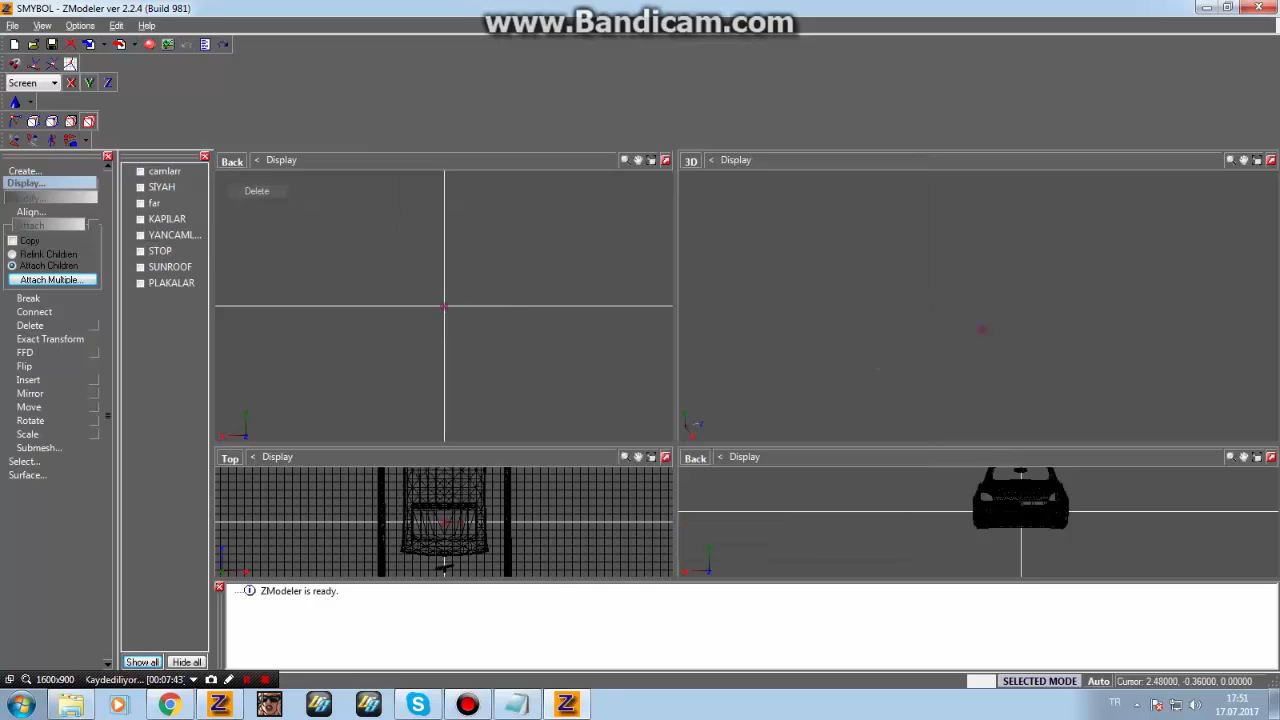 SMYBOL - ZModeler ver 2.2.4 (Build 981)
www.Bandicam.com
File View Options Edit Help
Screen X Y Z
Create...
Display...
Align...
Attach
Copy
Relink Children
Attach Children
Attach Multiple...
Break
Connect
Delete
Exact Transform
FFD
Flip
Insert
Mirror
Move
Rotate
Scale
Submesh...
Select...
Surface...
camlarr
SIYAH
far
KAPILAR
YANCAML...
STOP
SUNROOF
PLAKALAR
Show all Hide all
Back < Display
Delete
3D < Display
Top < Display
Back < Display
ZModeler is ready.
1600x900 Kaydediliyor... [00:07:43]
SELECTED MODE Auto Cursor: 2.48000, -0.36000, 0.00000
TR 17:51
17.07.2017